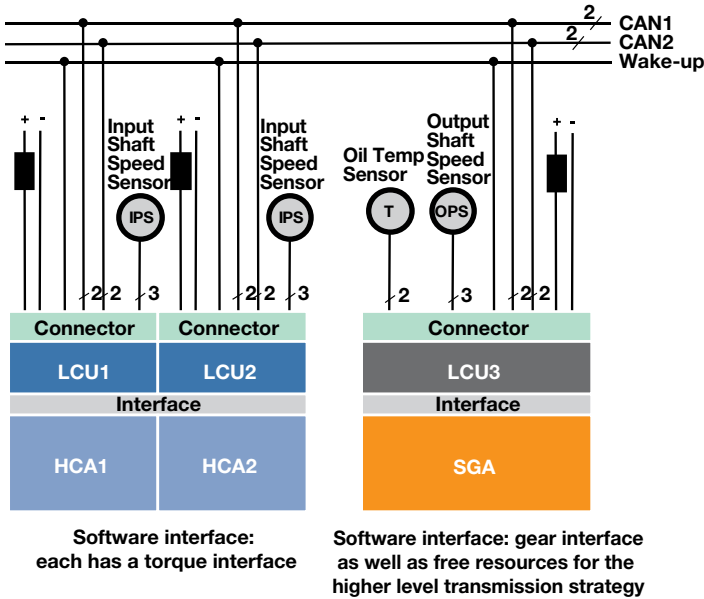 2
CAN1
2
CAN2
Wake-up
+ -
Input
Shaft
Speed
Sensor
IPS
+ -
Input
Shaft
Speed
Sensor
IPS
Oil Temp
Sensor
T
Output
Shaft
Speed
Sensor
OPS
+ -
2 2 3
2 2 3
2 3 2 2
Connector
Connector
Connector
LCU1
LCU2
LCU3
Interface
Interface
HCA1
HCA2
SGA
Software interface:
each has a torque interface
Software interface: gear interface
as well as free resources for the
higher level transmission strategy